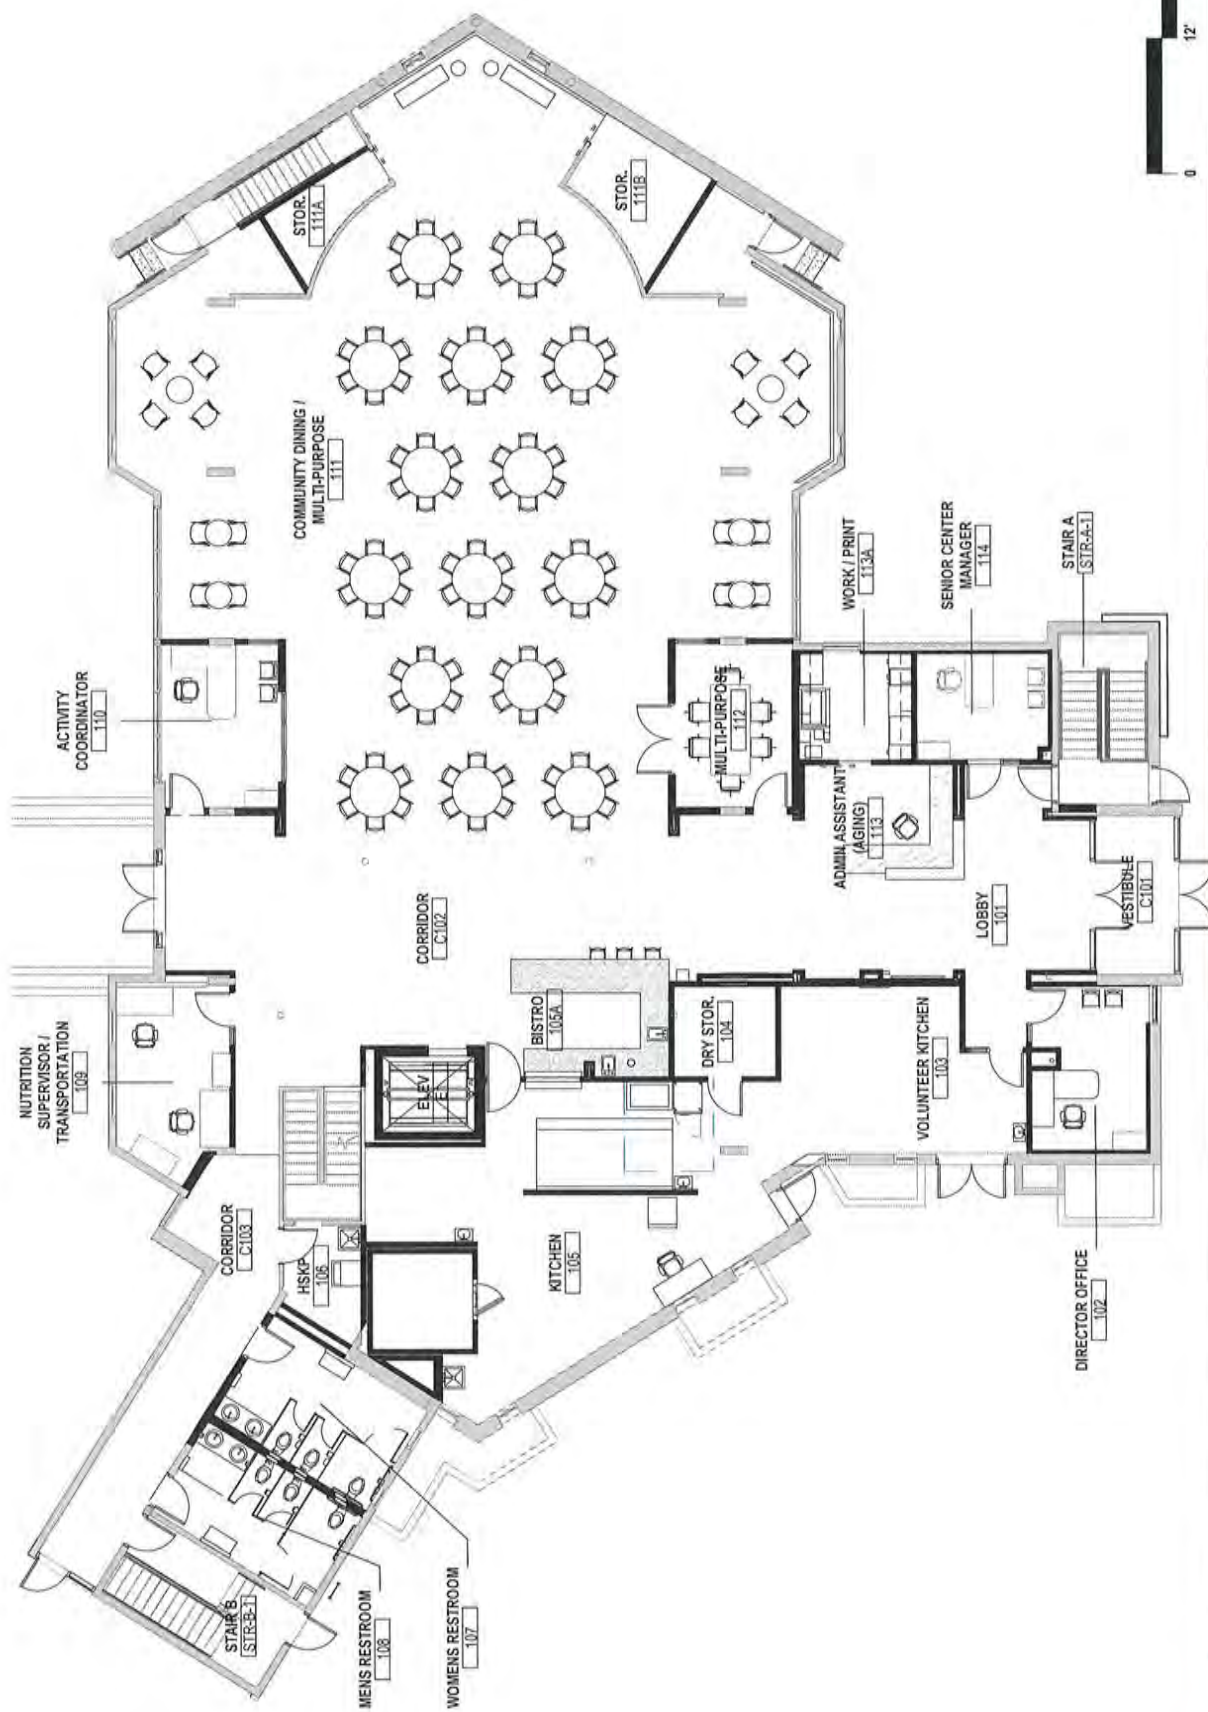 NUTRITION
SUPERVISOR /
TRANSPORTATION
109
ACTIVITY
COORDINATOR
110
COMMUNITY DINING /
MULTI-PURPOSE
111
STOR.
111A
STOR.
111B
CORRIDOR
C103
HSKP
106
STAIR B
STR-B-1
MENS RESTROOM
108
WOMENS RESTROOM
107
ELEV
CORRIDOR
C102
BISTRO
105A
KITCHEN
105
DRY STOR.
104
MULTI-PURPOSE
112
VOLUNTEER KITCHEN
103
ADMIN. ASSISTANT
(AGING)
113
WORK / PRINT
113A
SENIOR CENTER
MANAGER
114
LOBBY
101
STAIR A
STR-A-1
VESTIBULE
C101
DIRECTOR OFFICE
102
0
12'